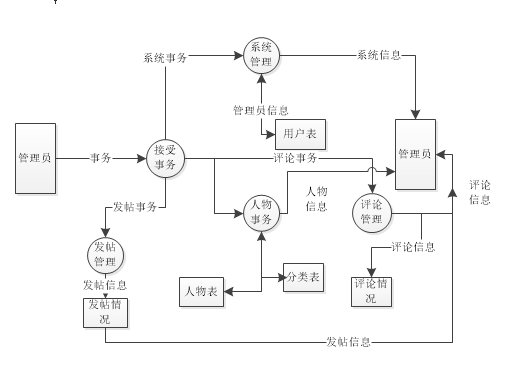 系统事务
系统
管理
系统信息
管理员信息
用户表
管理员
事务
接受
事务
评论事务
管理员
人物
信息
评论
信息
发帖事务
人物
事务
评论
管理
发帖
管理
评论信息
发帖信息
人物表
分类表
评论情
况
发帖情
况
发帖信息